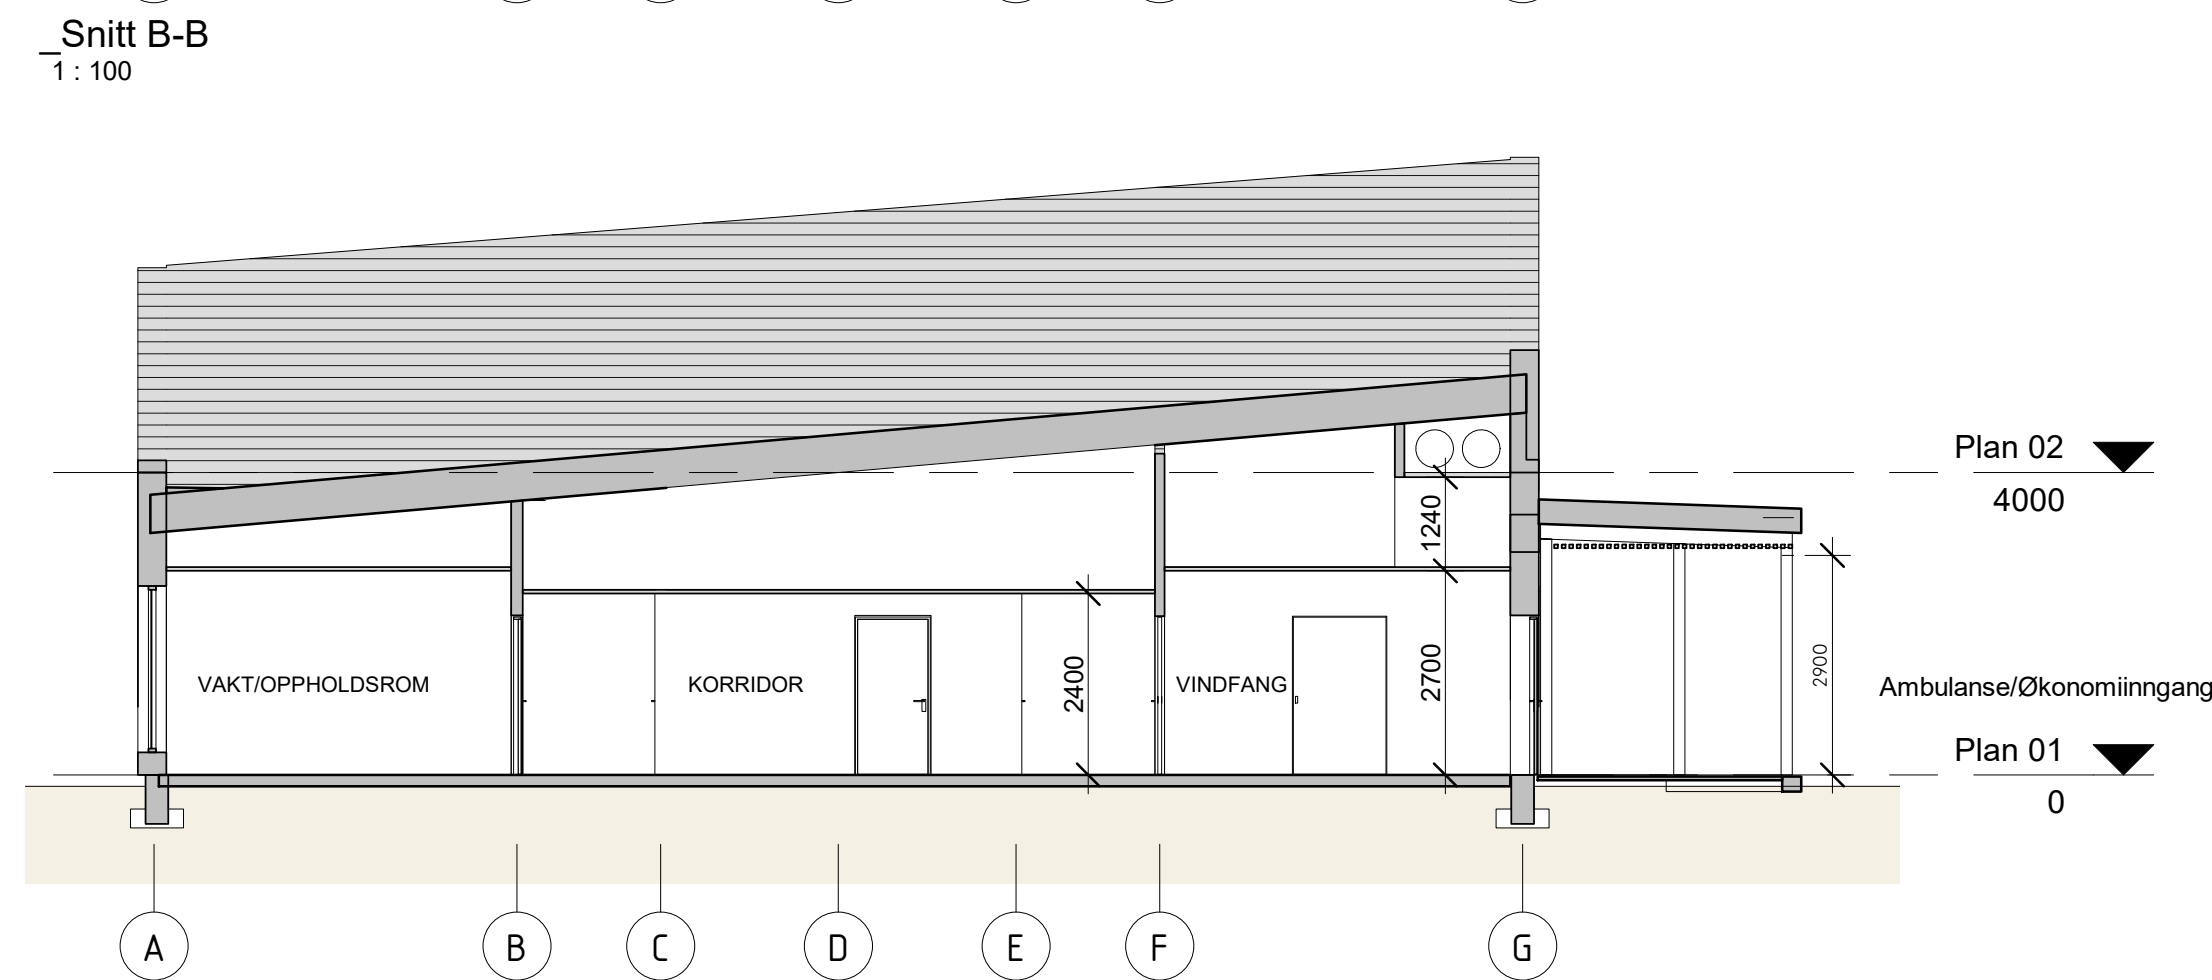 _Snitt B-B
1 : 100
Plan 02
4000
1240
VAKT/OPPHOLDSROM
KORRIDOR
2400
VINDFANG
2700
2900
Ambulanse/Økonomiinngang
Plan 01
0
A
B
C
D
E
F
G